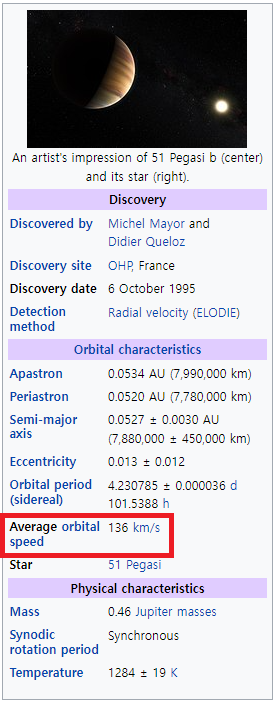 An artist's impression of 51 Pegasi b (center)
and its star (right).
Discovery
Discovered by Michel Mayor and
Didier Queloz
Discovery site OHP, France
Discovery date 6 October 1995
Detection Radial velocity (ELODIE)
method
Orbital characteristics
Apastron 0.0534 AU (7,990,000 km)
Periastron 0.0520 AU (7,780,000 km)
Semi-major 0.0527 ± 0.0030 AU
axis (7,880,000 ± 450,000 km)
Eccentricity 0.013 ± 0.012
Orbital period 4.230785 ± 0.000036 d
(sidereal) 101.5388 h
Average orbital 136 km/s
speed
Star 51 Pegasi
Physical characteristics
Mass 0.46 Jupiter masses
Synodic Synchronous
rotation period
Temperature 1284 ± 19 K